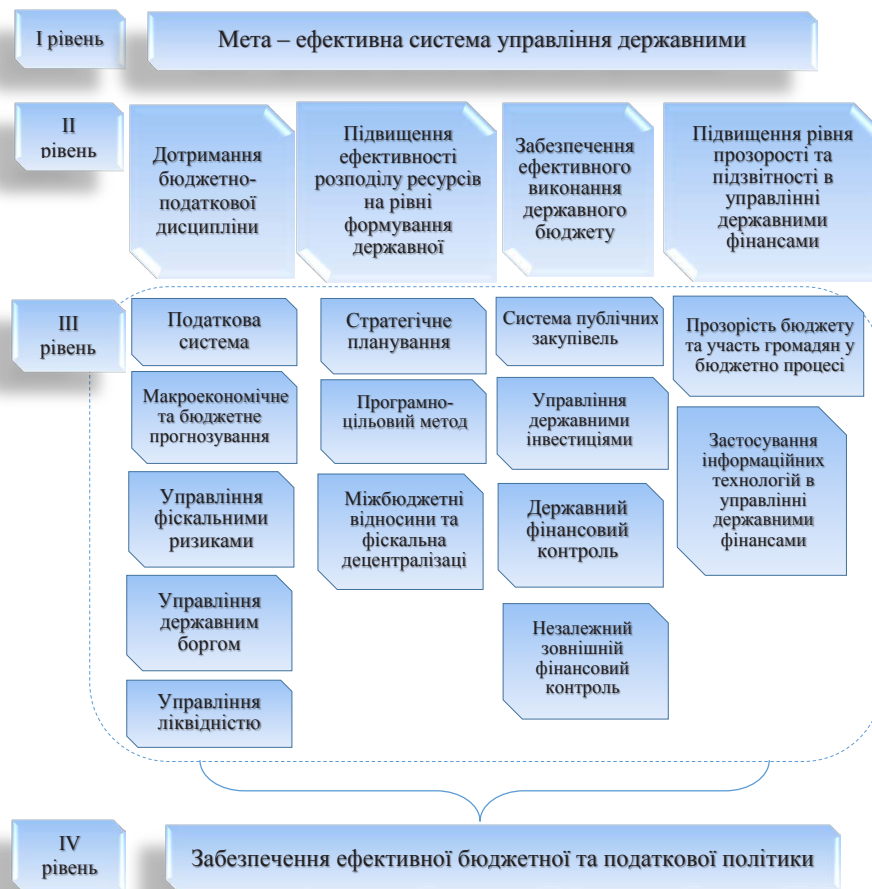 І рівень
Мета – ефективна система управління державними
ІІ
рівень
Дотримання
бюджетно-
податкової
дисципліни
Підвищення
ефективності
розподілу ресурсів
на рівні
формування
державної
Забезпечення
ефективного
виконання
державного
бюджету
Підвищення рівня
прозорості та
підзвітності в
управлінні
державними
фінансами
ІІІ
рівень
Податкова
система
Макроекономічне
та бюджетне
прогнозування
Управління
фіскальними
ризиками
Управління
державним
боргом
Управління
ліквідністю
Стратегічне
планування
Програмно-
цільовий метод
Міжбюджетні
відносини та
фіскальна
децентралізаці
Система публічних
закупівель
Управління
державними
інвестиціями
Державний
фінансовий
контроль
Незалежний
зовнішній
фінансовий
контроль
Прозорість бюджету
та участь громадян у
бюджетно процесі
Застосування
інформаційних
технологій в
управлінні
державними
фінансами
IV
рівень
Забезпечення ефективної бюджетної та податкової політики